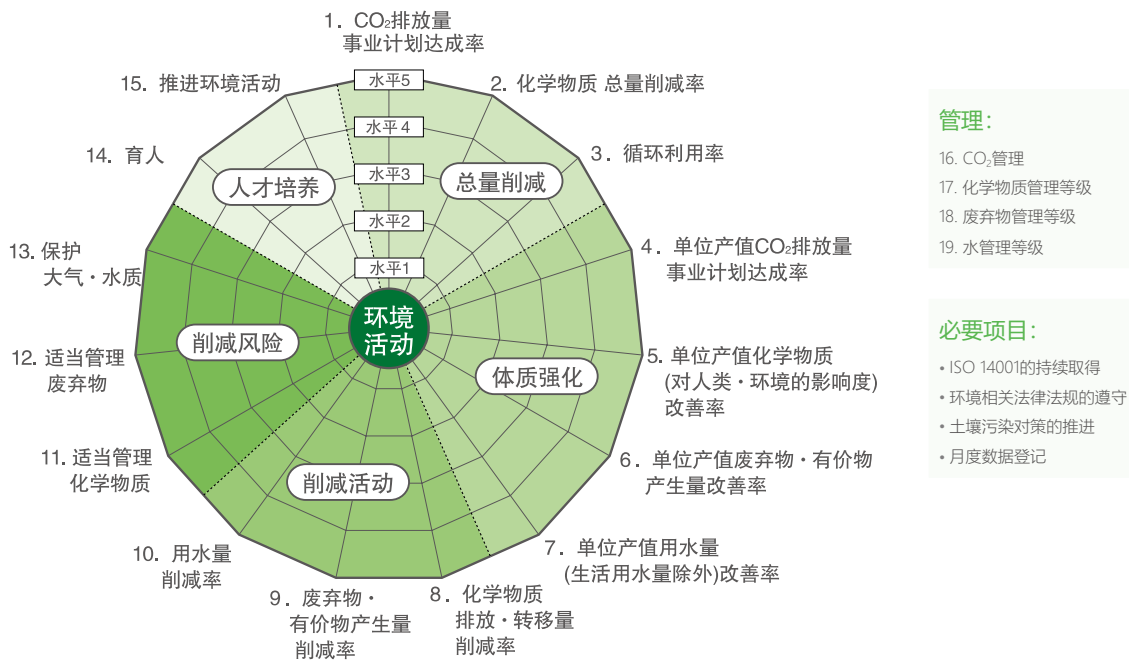 1. CO₂排放量
事业计划达成率
2. 化学物质 总量削减率
3. 循环利用率
4. 单位产值CO₂排放量
事业计划达成率
5. 单位产值化学物质
(对人类・环境的影响度)
改善率
6. 单位产值废弃物・有价物
产生量改善率
7. 单位产值用水量
(生活用水量除外)改善率
8. 化学物质
排放・转移量
削减率
9. 废弃物・
有价物产生量
削减率
10. 用水量
削减率
11. 适当管理
化学物质
12. 适当管理
废弃物
13. 保护
大气・水质
14. 育人
15. 推进环境活动
水平5
水平4
水平3
水平2
水平1
人才培养
总量削减
削减风险
体质强化
削减活动
环境
活动
管理：
16. CO₂管理
17. 化学物质管理等级
18. 废弃物管理等级
19. 水管理等级
必要项目：
• ISO 14001的持续取得
• 环境相关法律法规的遵守
• 土壤污染对策的推进
• 月度数据登记